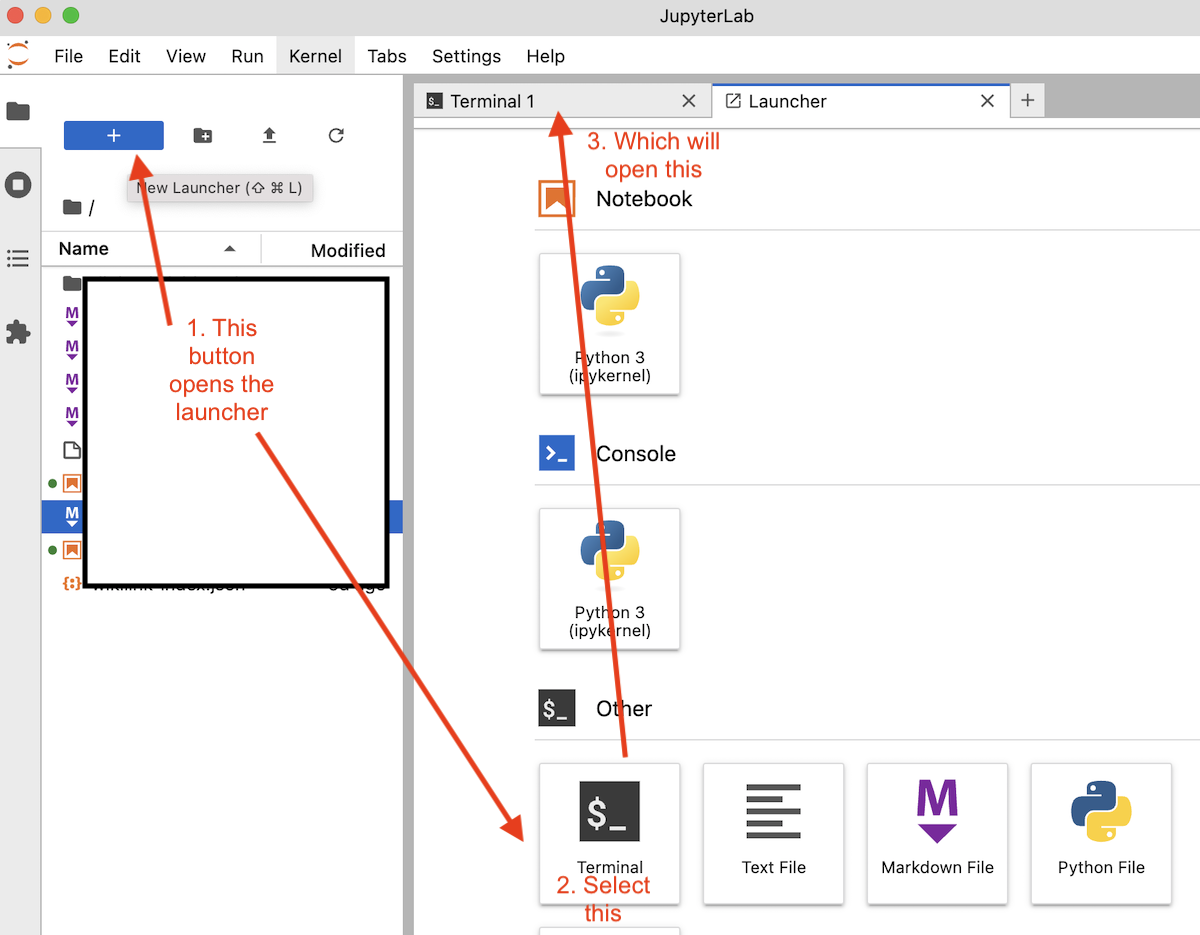 JupyterLab
File Edit View Run Kernel Tabs Settings Help
$_ Terminal 1
Launcher
+
3. Which will
open this
New Launcher (⇧ ⌘ L)
/
Name
Modified
Notebook
M
M
M
M
M
1. This
button
opens the
launcher
Python 3
(ipykernel)
Console
Python 3
(ipykernel)
$_ Other
$_
Terminal
2. Select
this
Text File
M
Markdown File
Python File